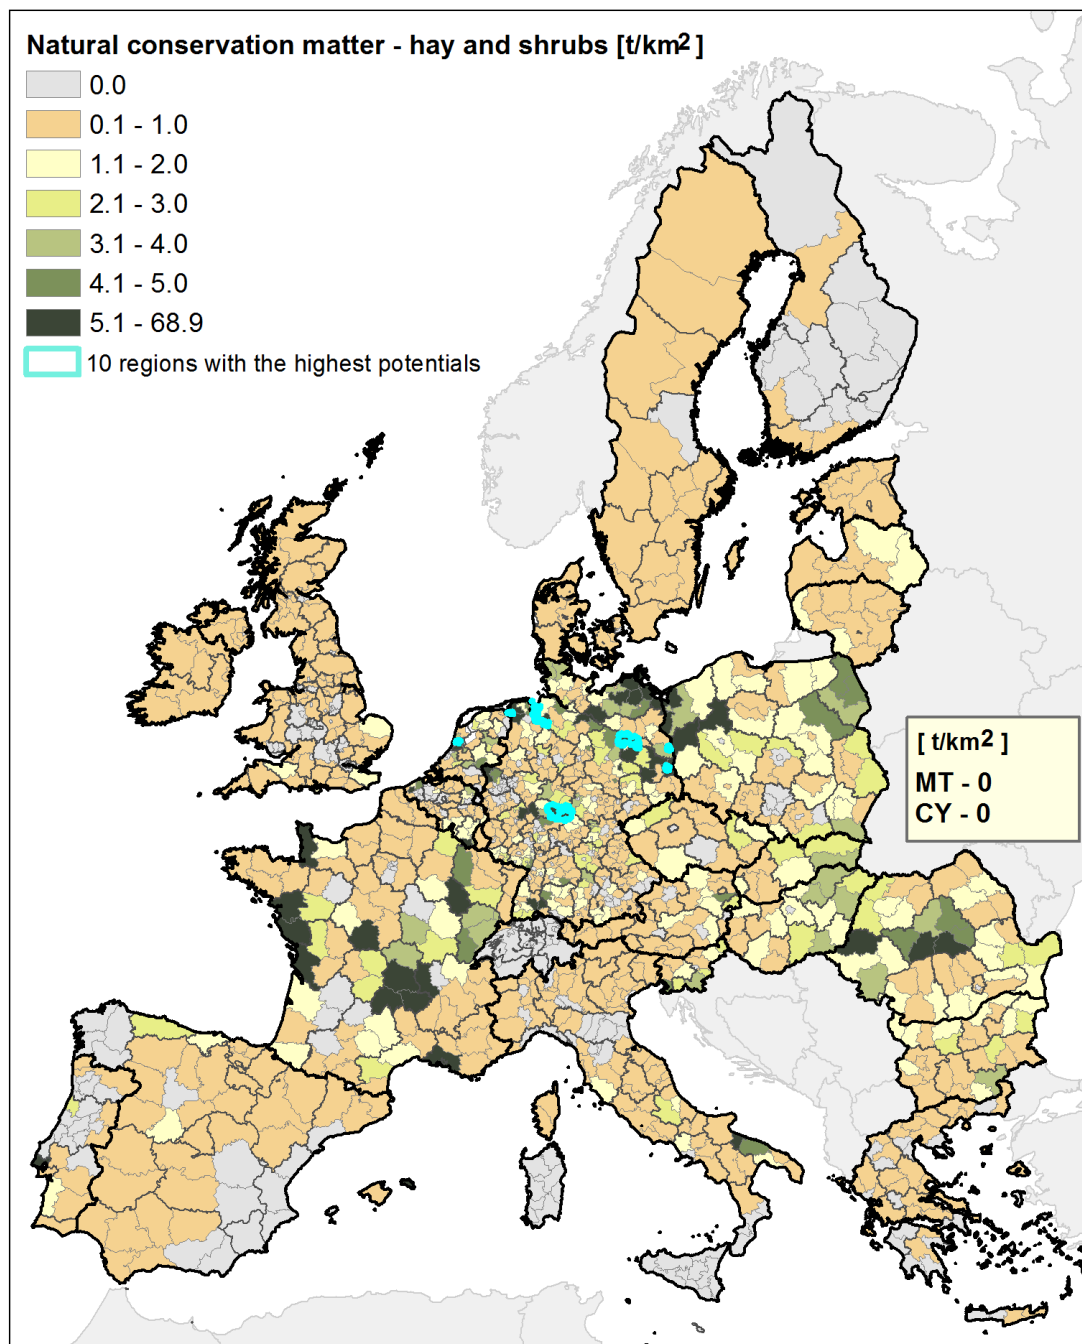 Natural conservation matter - hay and shrubs [t/km2 ]
0.0
0.1 - 1.0
1.1 - 2.0
2.1 - 3.0
3.1 - 4.0
4.1 - 5.0
5.1 - 68.9
10 regions with the highest potentials
[ t/km2 ]
MT - 0
CY - 0